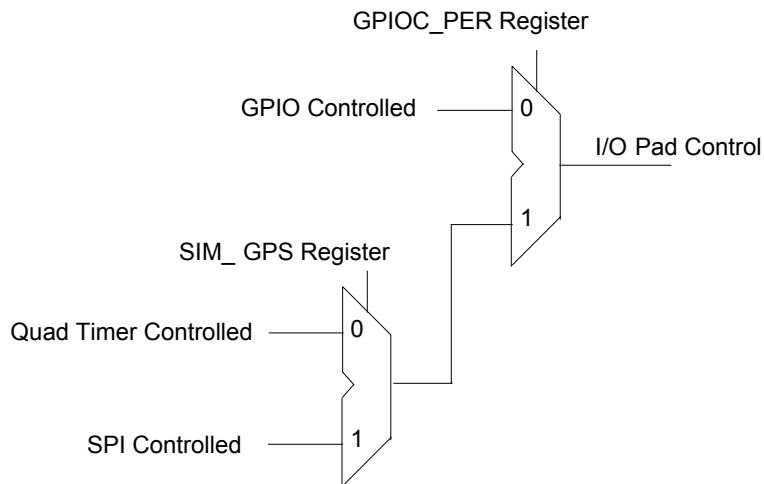 GPIOC_PER Register
GPIO Controlled
0
I/O Pad Control
1
SIM_ GPS Register
Quad Timer Controlled
0
SPI Controlled
1